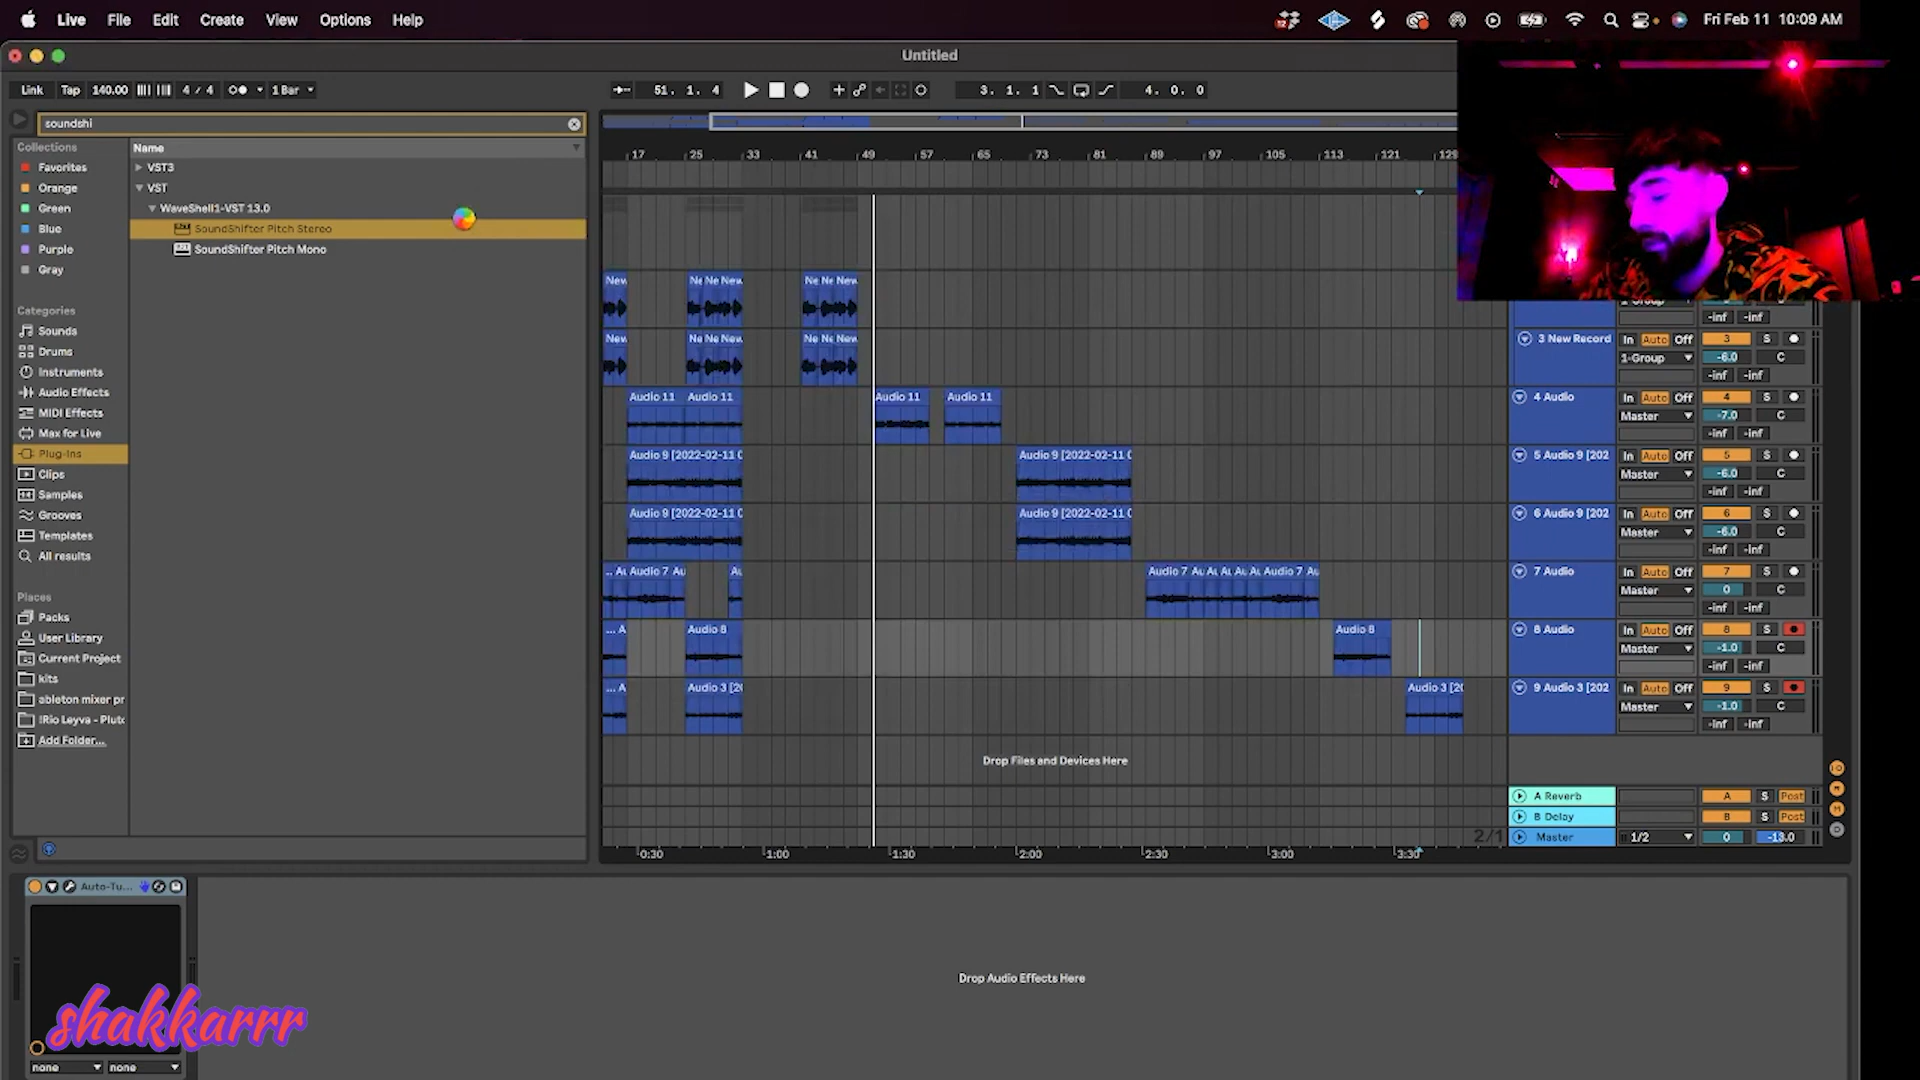 Live File Edit Create View Options Help
Fri Feb 11 10:09 AM
Untitled
Link Tap 140.00 4 / 4 1 Bar
51. 1. 4
3. 1. 1
4. 0. 0
soundshi
Collections
Favorites
Orange
Green
Blue
Purple
Gray
Categories
Sounds
Drums
Instruments
Audio Effects
MIDI Effects
Max for Live
Plug-Ins
Clips
Samples
Grooves
Templates
All results
Places
Packs
User Library
Current Project
kits
ableton mixer pr
!Rio Leyva - Plut
Add Folder...
Name
VST3
VST
WaveShell1-VST 13.0
SoundShifter Pitch Stereo
SoundShifter Pitch Mono
17 25 33 41 49 57 65 73 81 89 97 105 113 121 129
New Ne Ne New Ne Ne New
New Ne Ne New Ne Ne New
Audio 11 Audio 11 Audio 11 Audio 11
Audio 9 [2022-02-11 Audio 9 [2022-02-11
Audio 9 [2022-02-11 Audio 9 [2022-02-11
... Au Audio 7 Au Au Audio 7 Au Au Au Au Audio 7 Au
... A Audio 8 Audio 8
... A Audio 3 [20 Audio 3 [20
Drop Files and Devices Here
-inf -inf
3 New Record In Auto Off 3 S
1-Group -6.0 C
-inf -inf
4 Audio In Auto Off 4 S
Master -7.0 C
-inf -inf
5 Audio 9 [202 In Auto Off 5 S
Master -6.0 C
-inf -inf
6 Audio 9 [202 In Auto Off 6 S
Master -6.0 C
-inf -inf
7 Audio In Auto Off 7 S
Master 0 C
-inf -inf
8 Audio In Auto Off 8 S
Master -1.0 C
-inf -inf
9 Audio 3 [202 In Auto Off 9 S
Master -1.0 C
-inf -inf
A Reverb A S Post
B Delay B S Post
Master 1/2 0 -13.0
2/1
0:30 1:00 1:30 2:00 2:30 3:00 3:30
Auto-Tu...
none none
Drop Audio Effects Here
shakkarrr